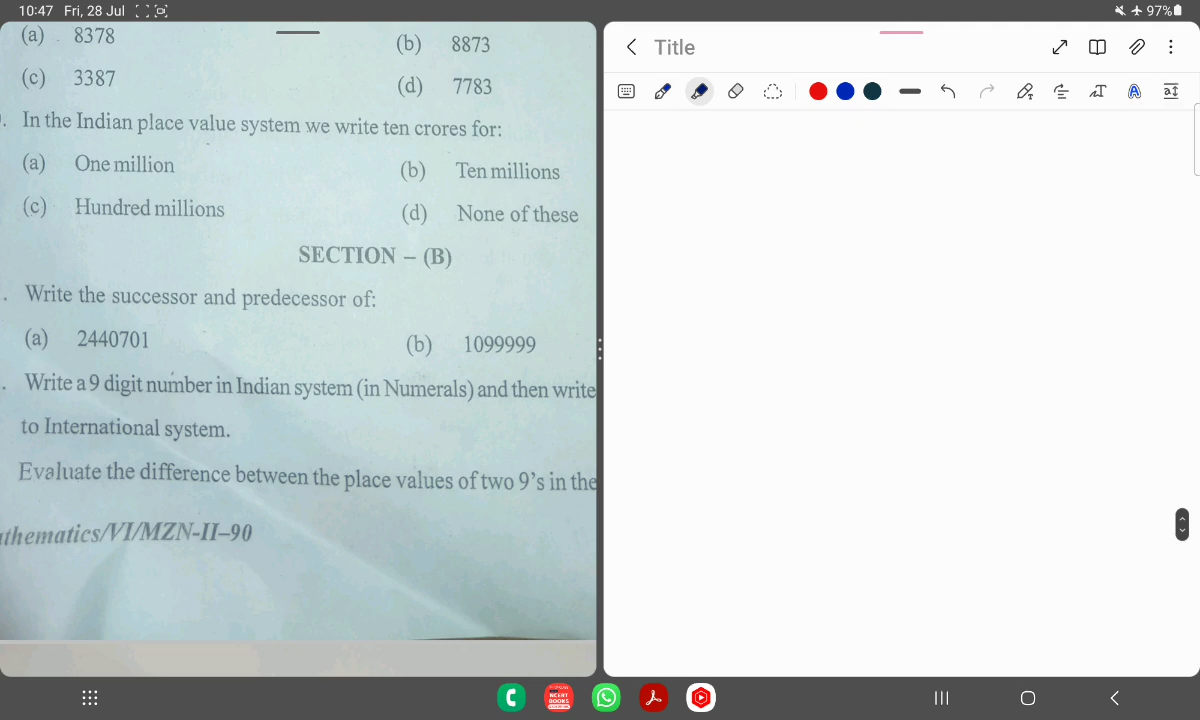 10:47 Fri, 28 Jul
97%
(a) 8378
(b) 8873
(c) 3387
(d) 7783
. In the Indian place value system we write ten crores for:
(a) One million
(b) Ten millions
(c) Hundred millions
(d) None of these
SECTION – (B)
. Write the successor and predecessor of:
(a) 2440701
(b) 1099999
. Write a 9 digit number in Indian system (in Numerals) and then write
to International system.
Evaluate the difference between the place values of two 9's in the
athematics/VI/MZN-II–90
Title
NCERT
BOOKS